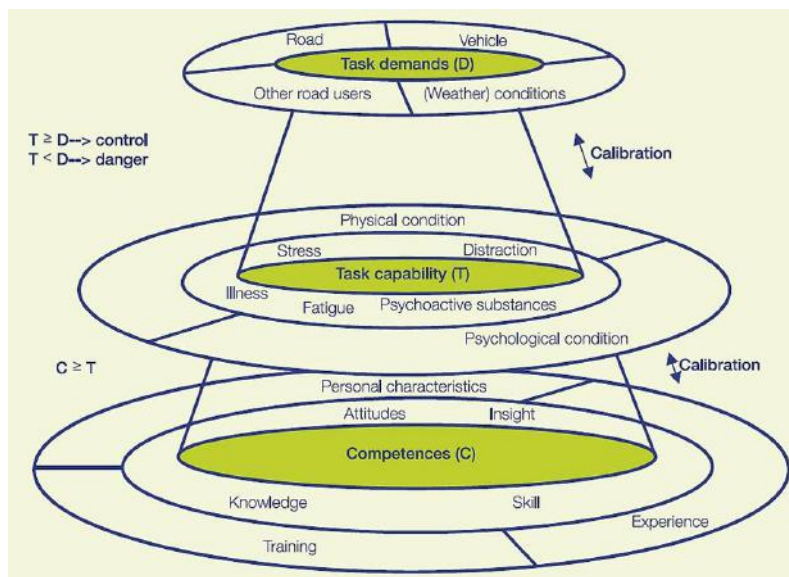 Road
Vehicle
Task demands (D)
Other road users
(Weather) conditions
T ≥ D--> control
T < D--> danger
Calibration
Physical condition
Stress
Distraction
Task capability (T)
Illness
Fatigue
Psychoactive substances
Psychological condition
C ≥ T
Calibration
Personal characteristics
Attitudes
Insight
Competences (C)
Knowledge
Skill
Experience
Training